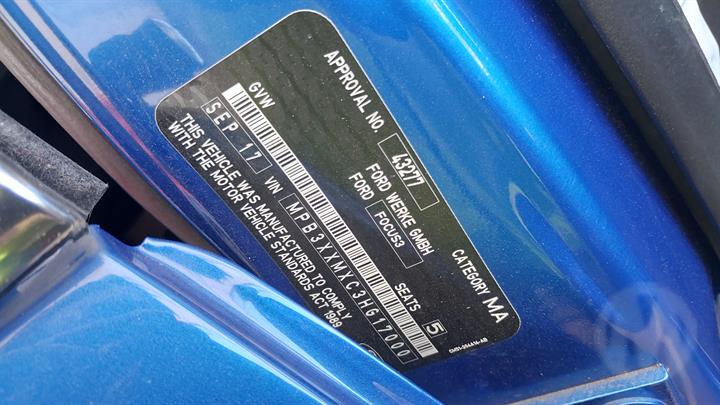 APPROVAL NO. 43277 CATEGORY MA
FORD WERKE GMBH
FORD FOCUS3 SEATS 5
GVW
SEP 17 VIN MPB3XXMXC3HG17000
THIS VEHICLE WAS MANUFACTURED TO COMPLY
WITH THE MOTOR VEHICLE STANDARDS ACT 1989